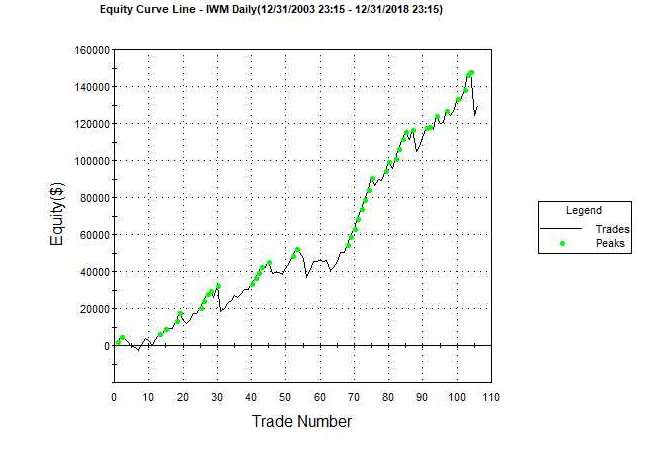 Equity Curve Line - IWM Daily(12/31/2003 23:15 - 12/31/2018 23:15)
160000
140000
120000
100000
80000
60000
40000
20000
0
Equity($)
0 10 20 30 40 50 60 70 80 90 100 110
Trade Number
Legend
Trades
Peaks